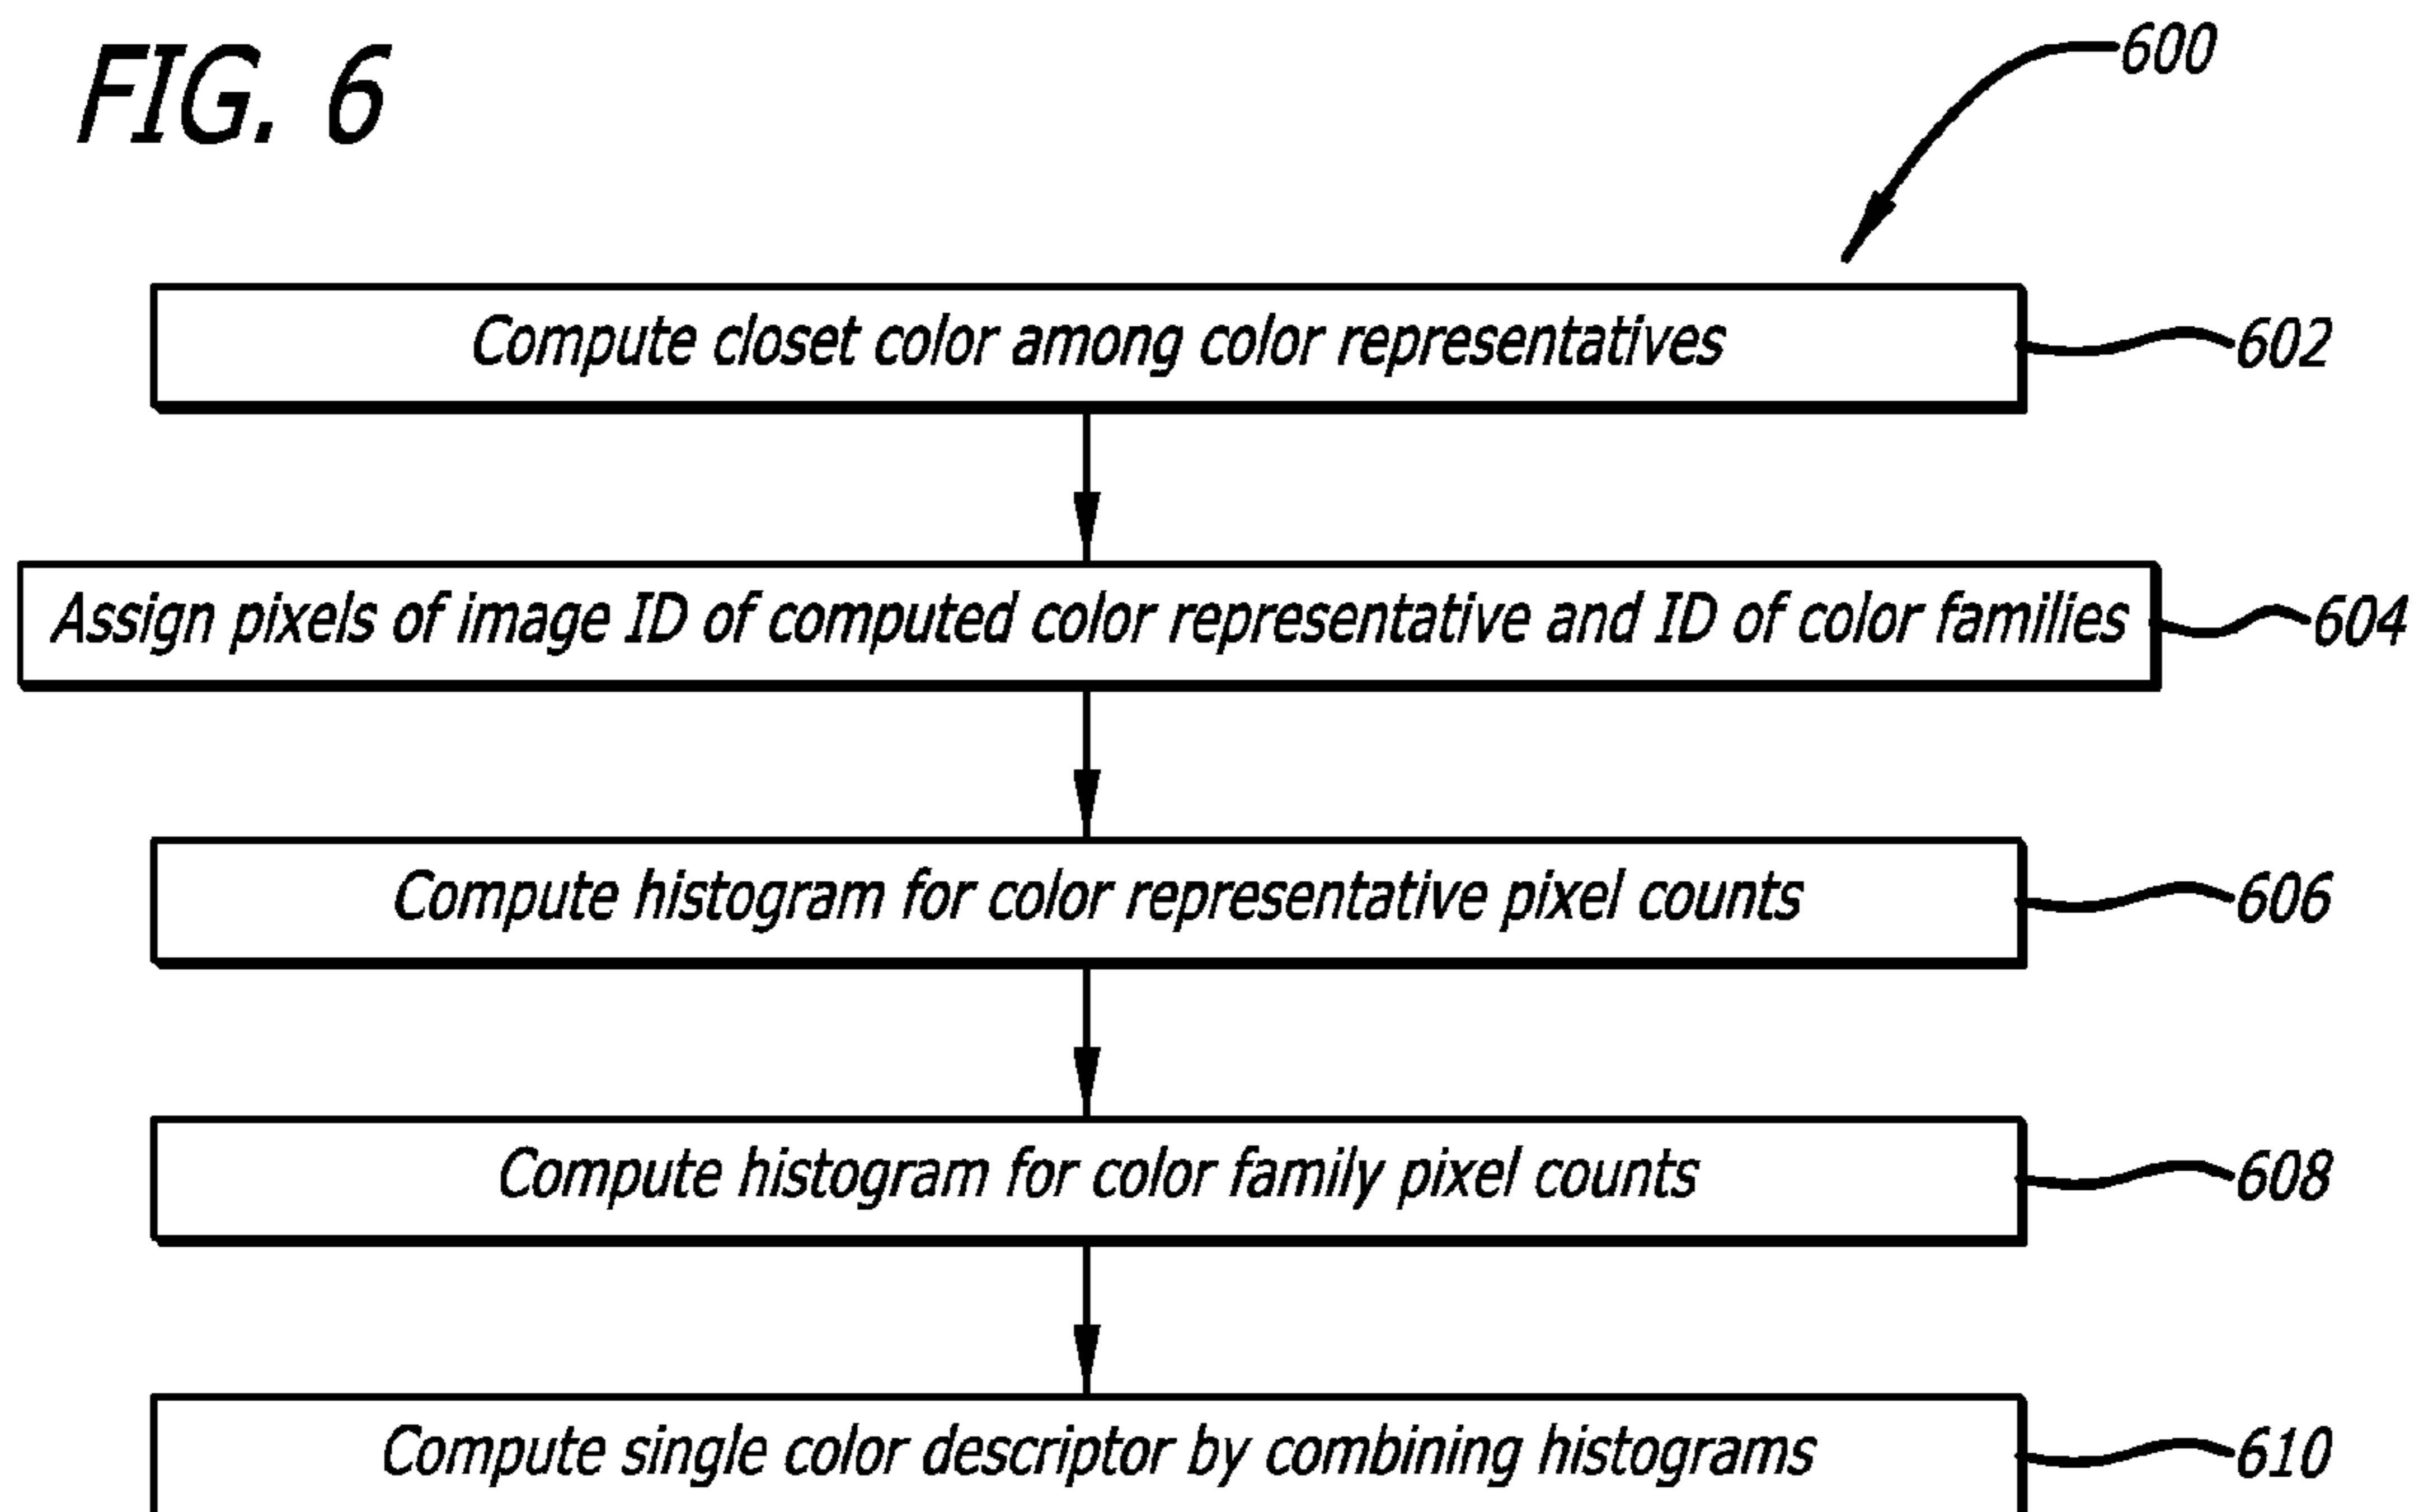 FIG. 6
600
Compute closet color among color representatives
602
Assign pixels of image ID of computed color representative and ID of color families
604
Compute histogram for color representative pixel counts
606
Compute histogram for color family pixel counts
608
Compute single color descriptor by combining histograms
610